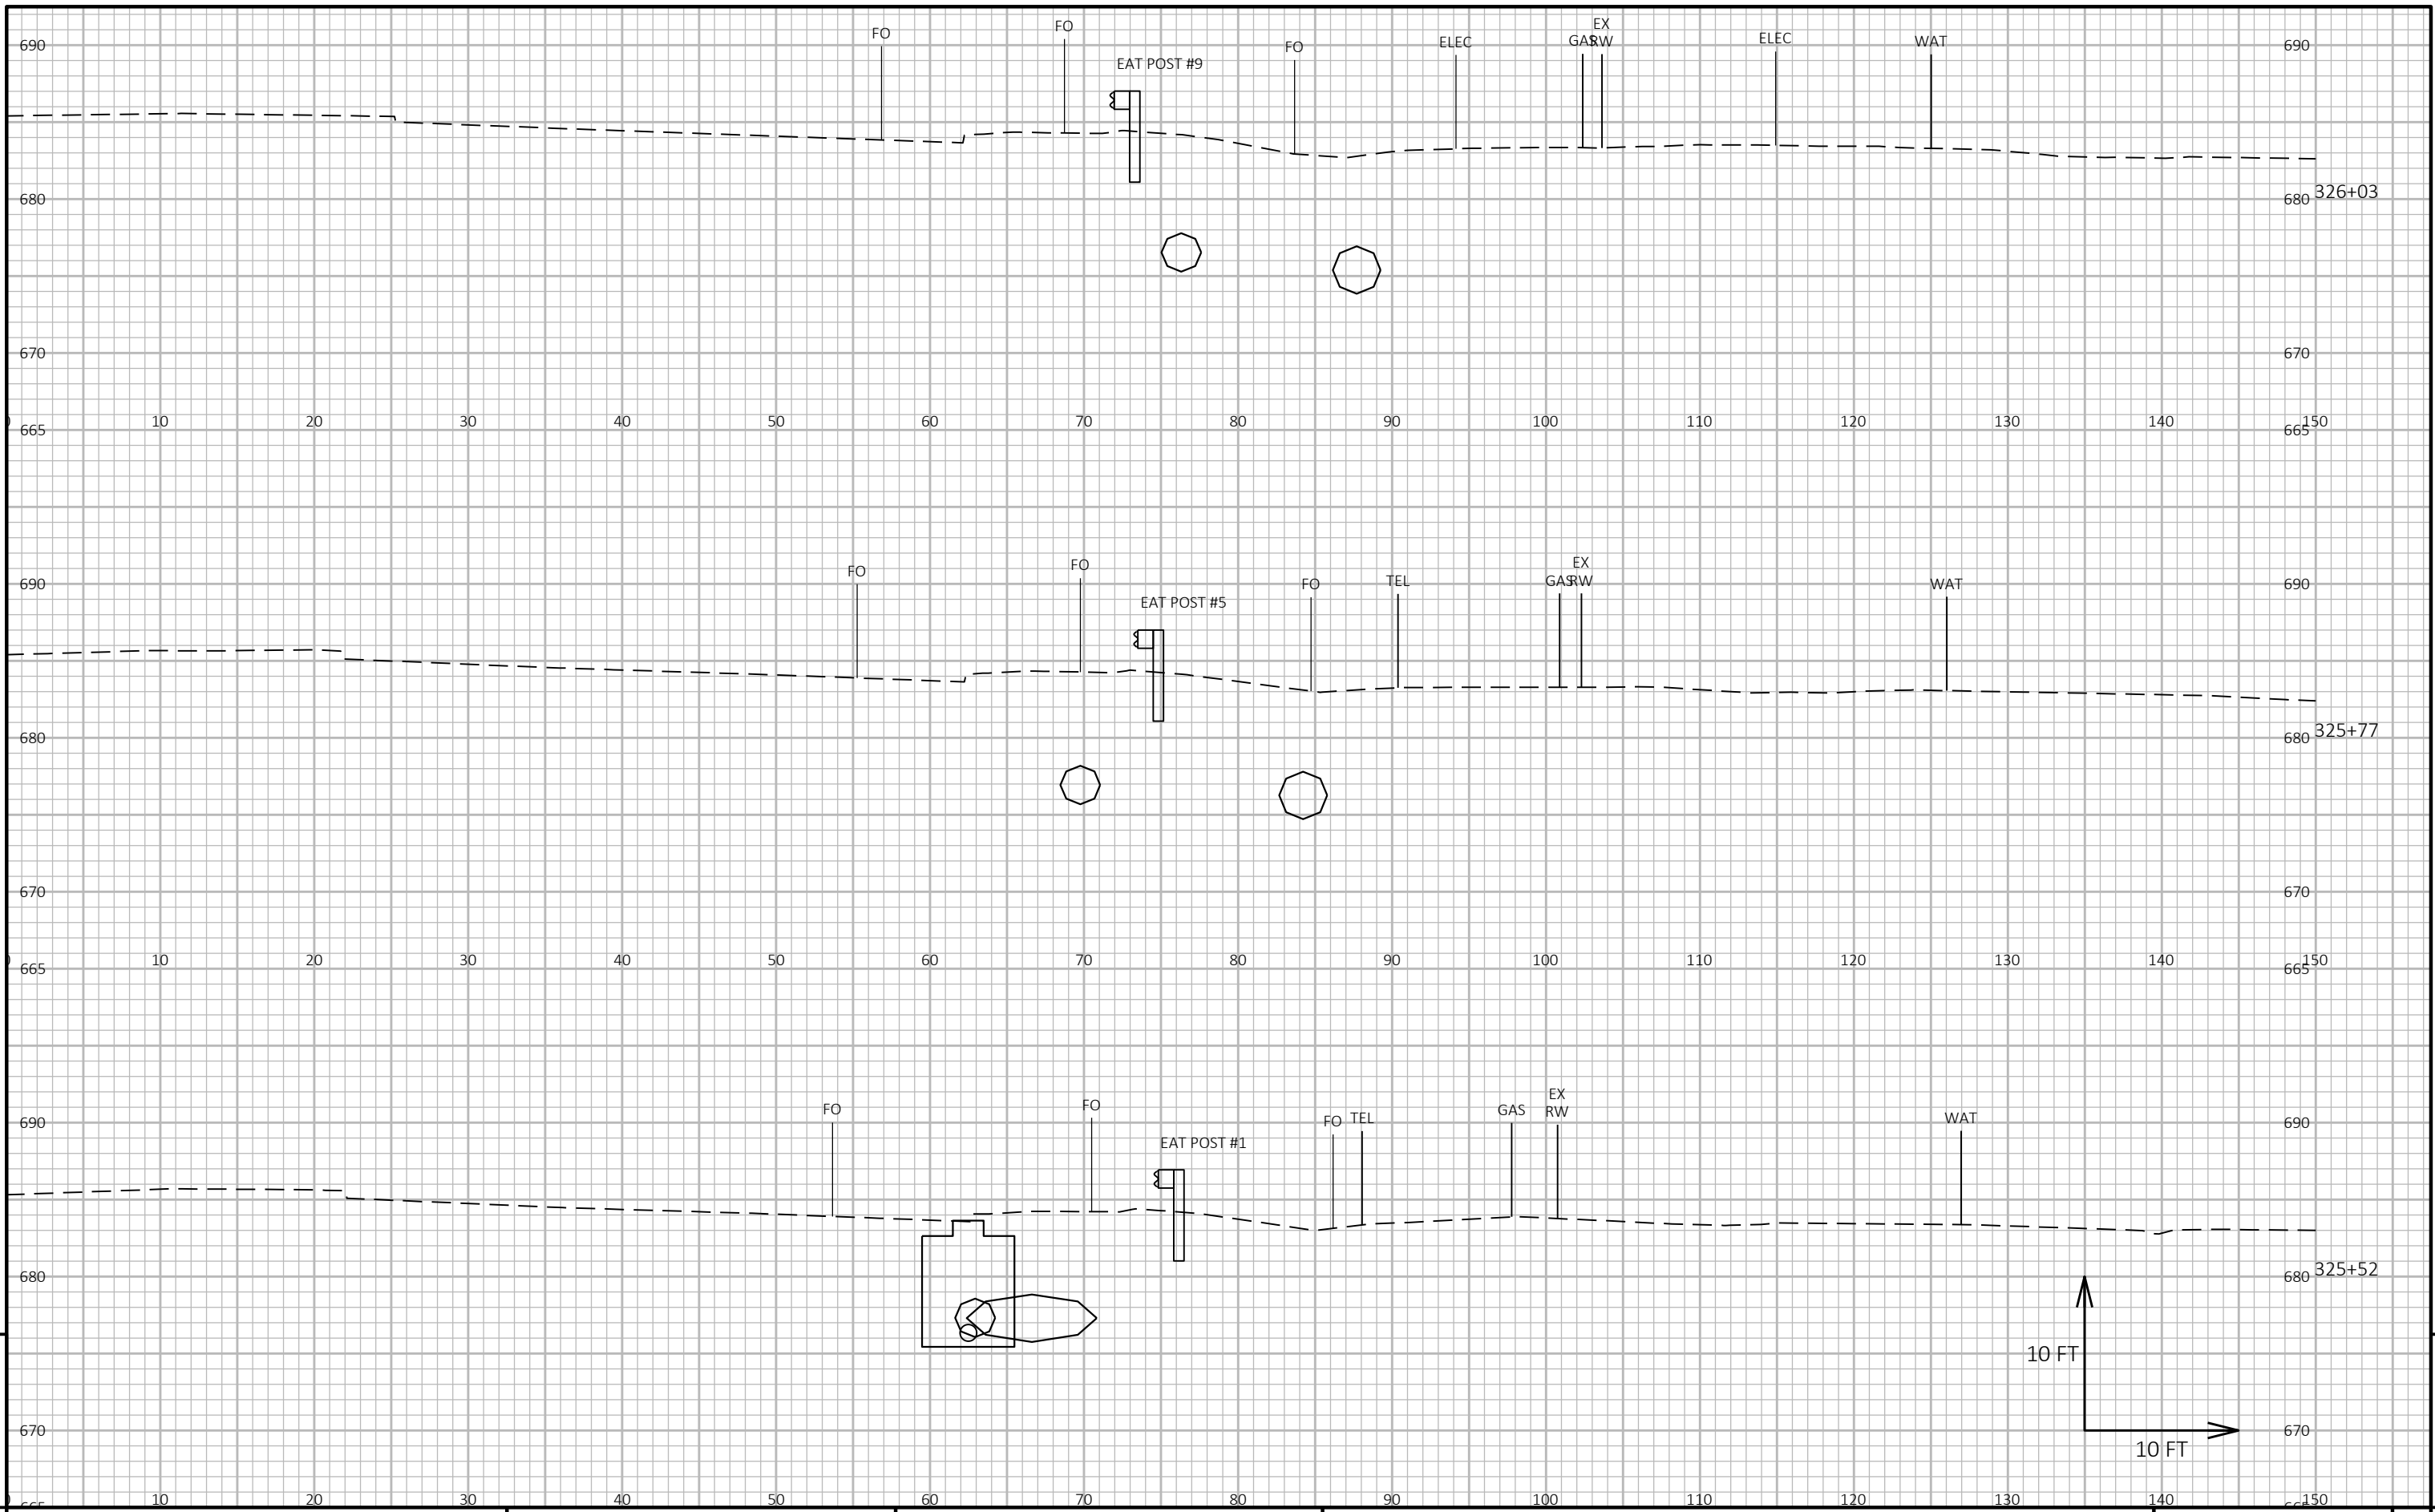 EX
FO
FO
FO ELEC GAS RW ELEC WAT
690 690
EAT POST #9
680 680 326+03
670 670
10 20 30 40 50 60 70 80 90 100 110 120 130 140 150
665 665
EX
FO FO
690 FO TEL GAS RW WAT 690
EAT POST #5
680 680 325+77
670 670
10 20 30 40 50 60 70 80 90 100 110 120 130 140 150
665 665
EX
FO FO GAS RW
690 FO TEL WAT 690
EAT POST #1
680 680 325+52
10 FT
670 670
10 FT
10 20 30 40 50 60 70 80 90 100 110 120 130 140 150